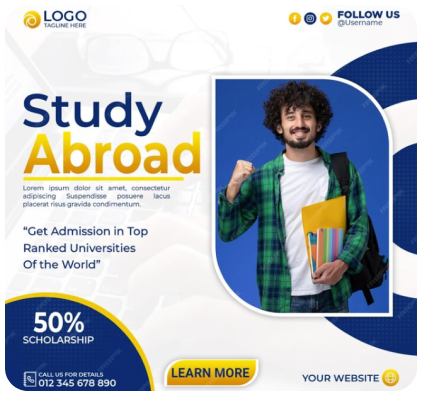 LOGO
TAGLINE HERE
FOLLOW US
@Username
Study
Abroad
Lorem ipsum dolor sit amet, consectetur
adipiscing Suspendisse posuere lacus
placerat risus gravida condimentum.
“Get Admission in Top
Ranked Universities
Of the World”
50%
SCHOLARSHIP
CALL US FOR DETAILS
012 345 678 890
LEARN MORE
YOUR WEBSITE